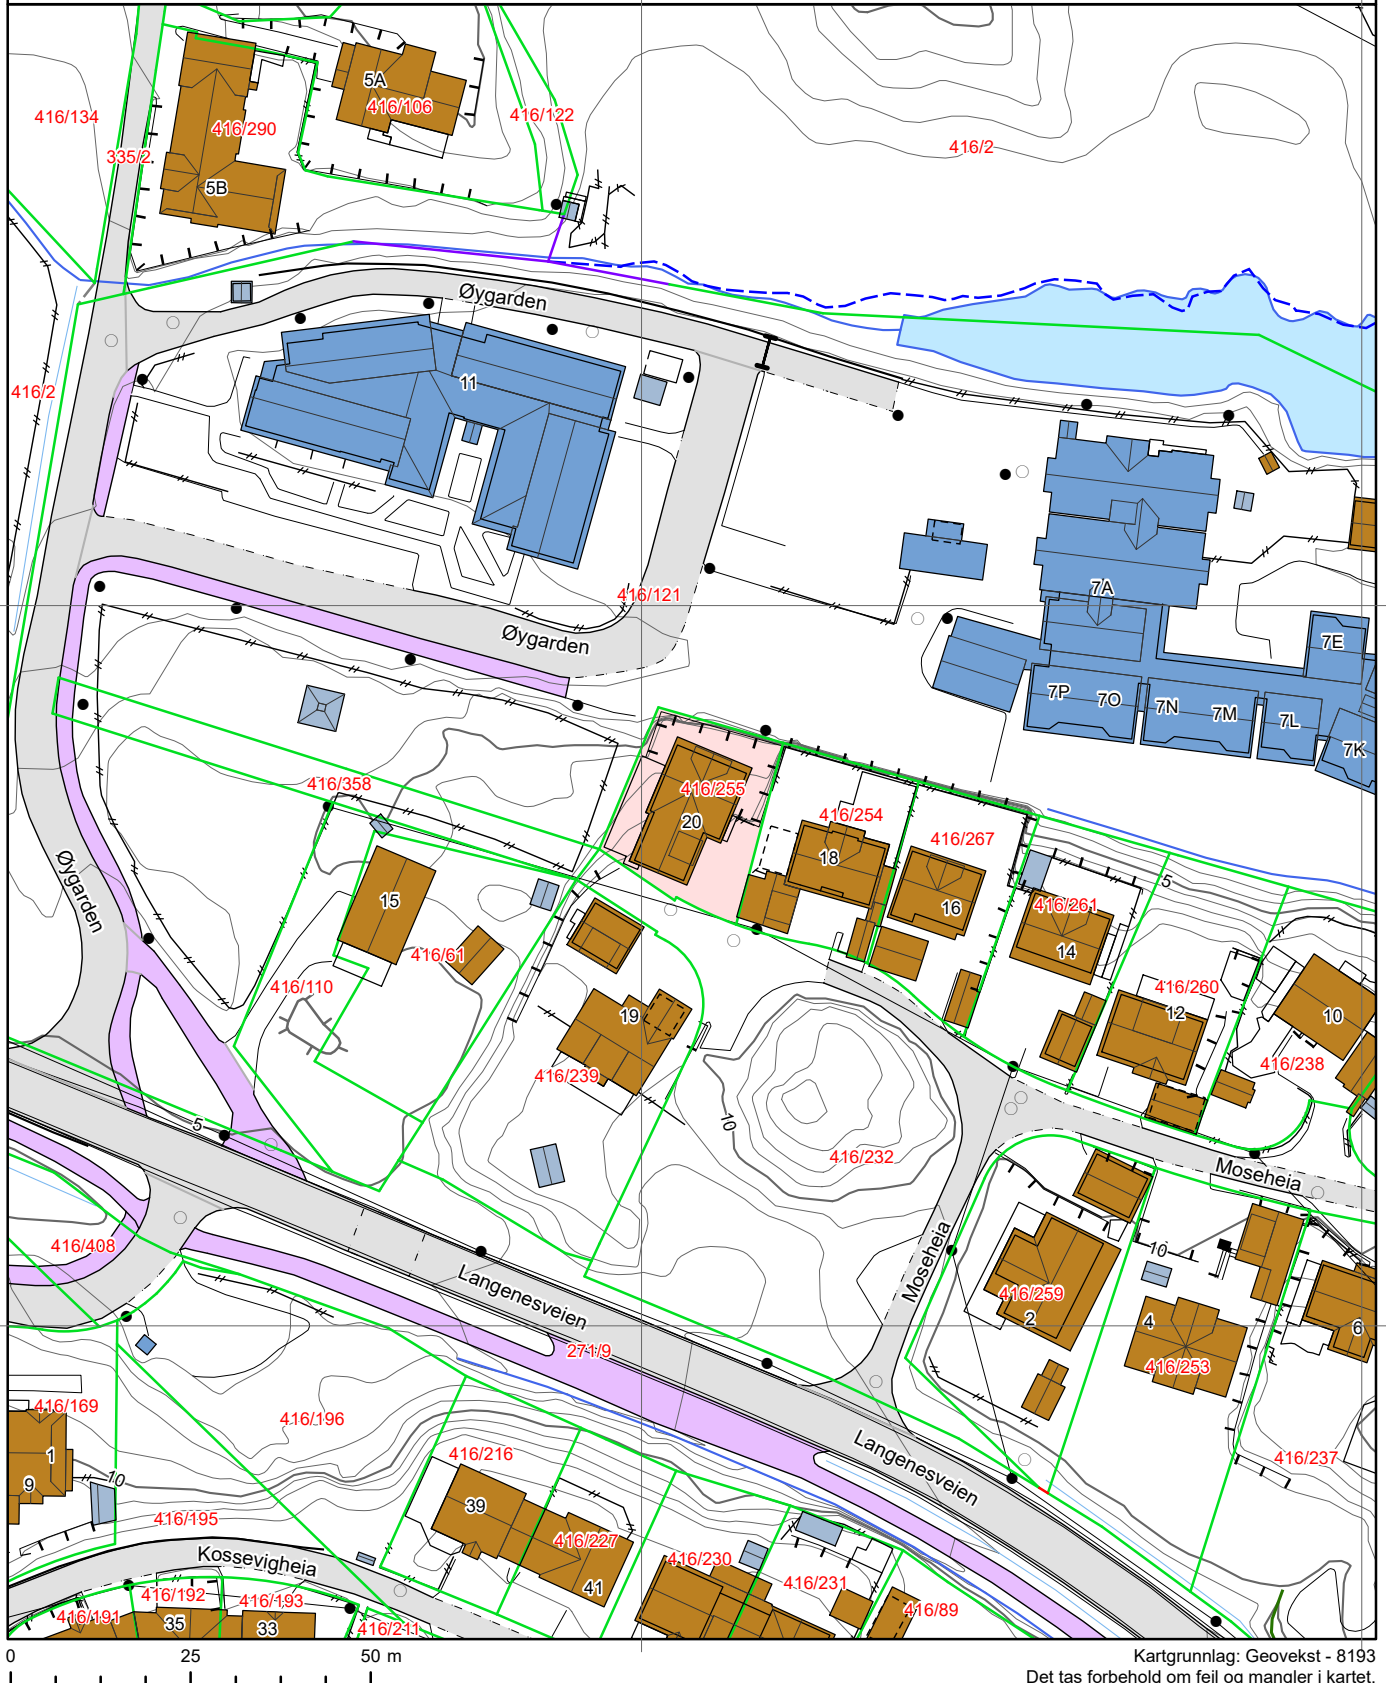 5A
416/106
416/134
416/290
416/122
335/2
416/2
5B
Øygarden
416/2
11
7A
416/121
Øygarden
7E
7P
7O
7N
7M
7L
7K
416/358
416/255
20
416/254
18
416/267
16
5
416/261
14
Øygarden
15
416/61
416/110
19
416/239
416/260
12
10
416/238
10
416/232
5
Moseheia
416/408
Moseheia
10
416/259
2
4
6
416/253
Langenesveien
271/9
416/169
416/196
1
9
10
416/216
Langenesveien
416/237
39
416/195
416/227
Kossevigheia
416/230
416/231
41
416/192
416/193
416/191
416/211
35
33
416/89
0 25 50 m
Kartgrunnlag: Geovekst - 8193
Det tas forbehold om feil og mangler i kartet.